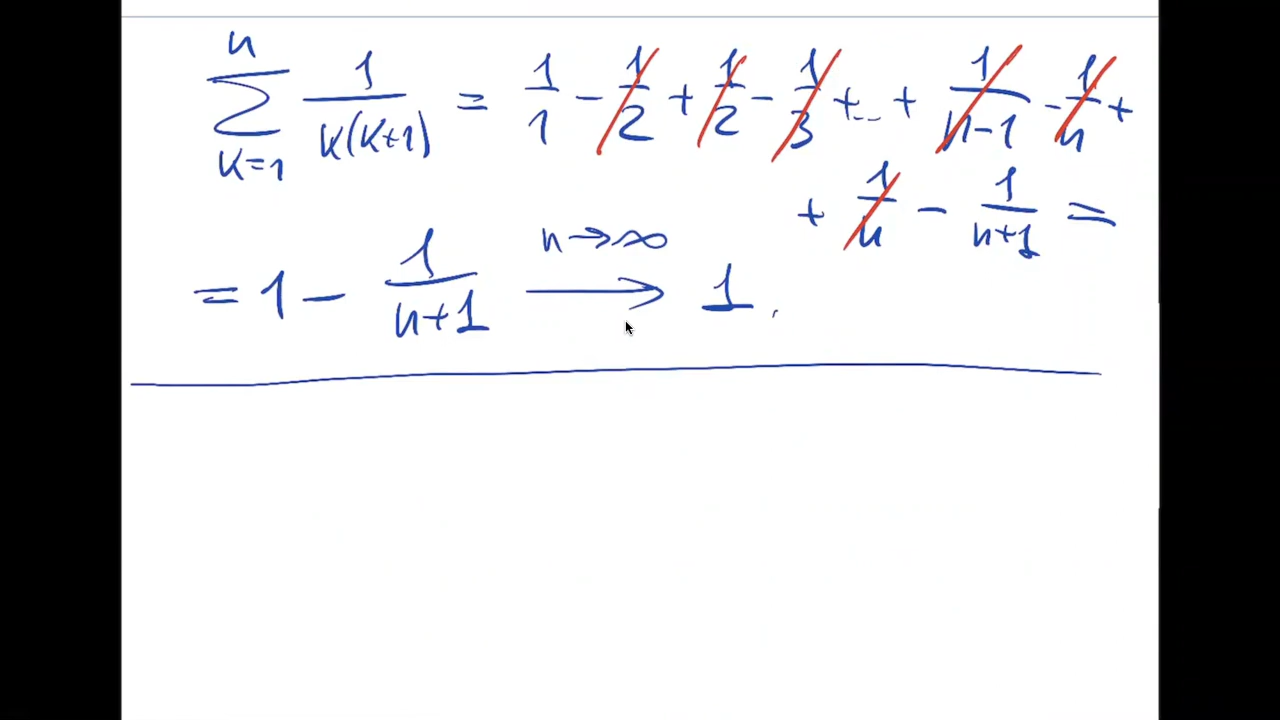 ∑_{k=1}^{n} 1/(k(k+1)) = 1/1 - 1/2 + 1/2 - 1/3 + .. + 1/(n-1) - 1/n +
+ 1/n - 1/(n+1) =
= 1 - 1/(n+1) ⟶ (n→∞) 1.